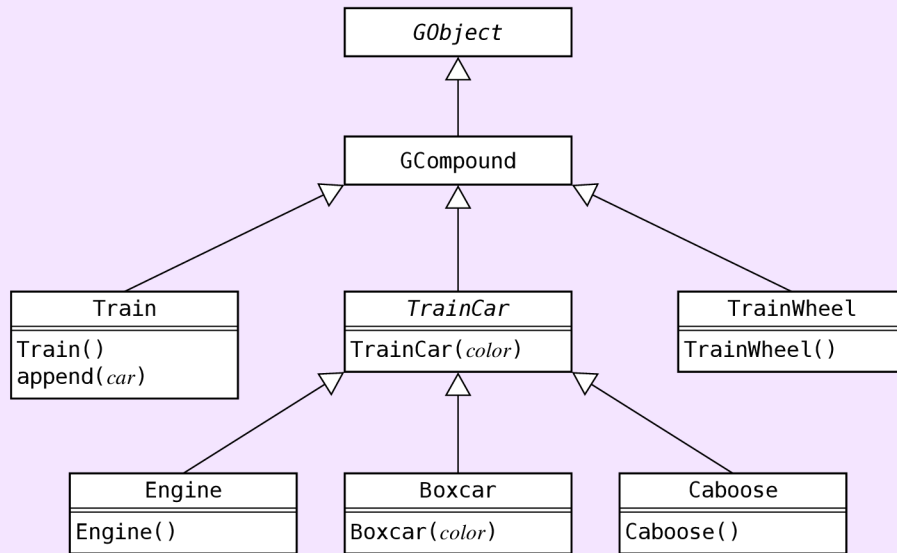 GObject
GCompound
Train
Train()
append(car)
TrainCar
TrainCar(color)
TrainWheel
TrainWheel()
Engine
Engine()
Boxcar
Boxcar(color)
Caboose
Caboose()